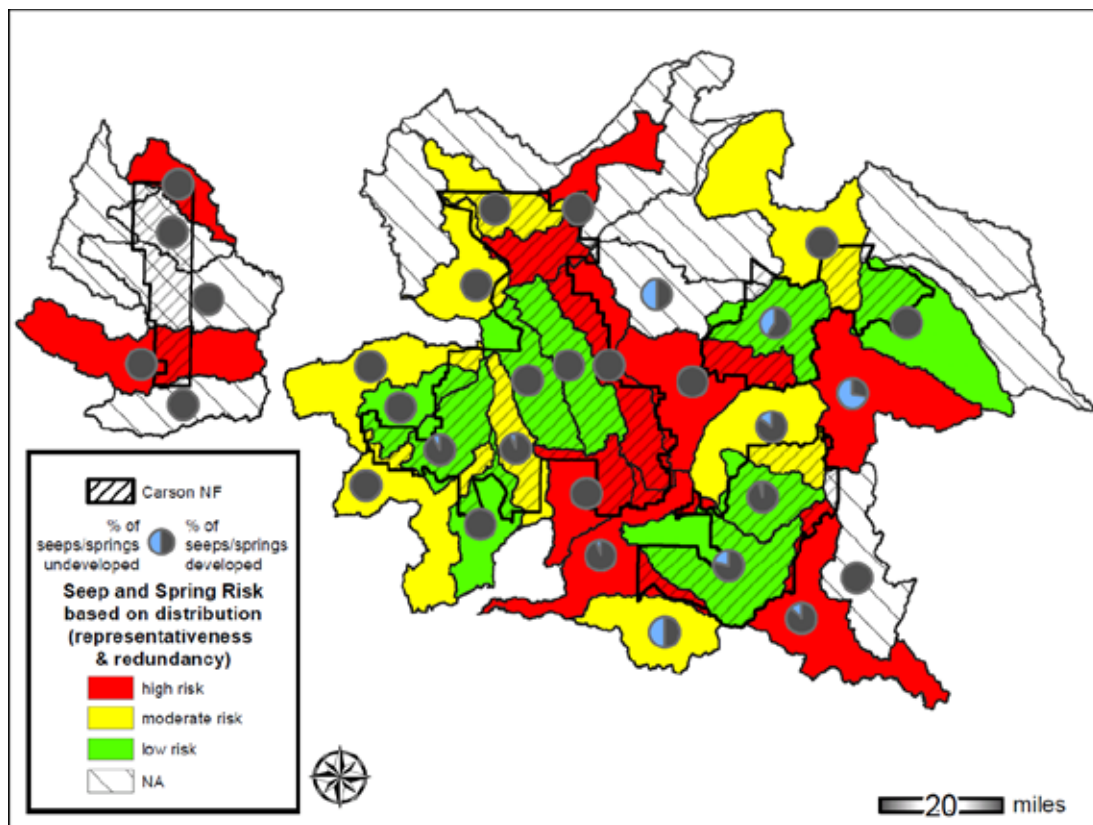 Carson NF
% of
seeps/springs
undeveloped
% of
seeps/springs
developed
Seep and Spring Risk
based on distribution
(representativeness
& redundancy)
high risk
moderate risk
low risk
NA
20 miles